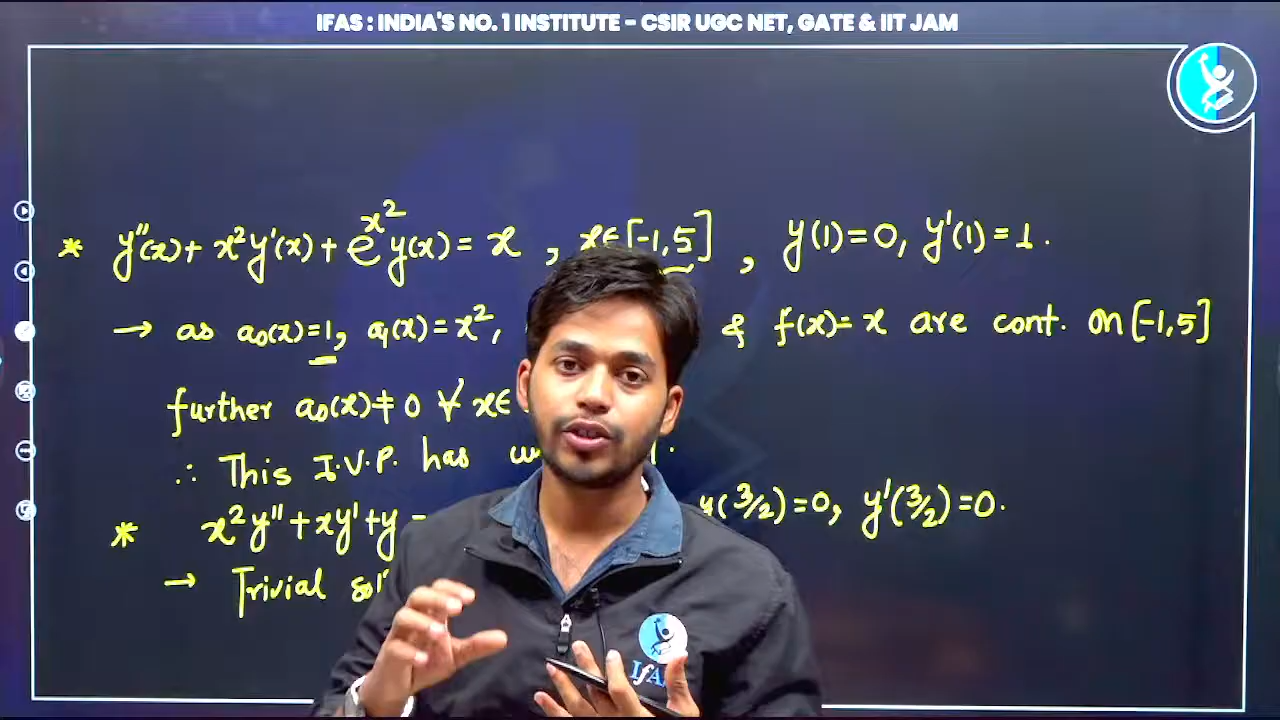 IFAS : INDIA'S NO. 1 INSTITUTE - CSIR UGC NET, GATE & IIT JAM
* y''(x) + x²y'(x) + e^{x²} y(x) = x , x∈[-1,5] , y(1)=0, y'(1)=1.
→ as a₀(x)=1, a₁(x)=x², & f(x)=x are cont. on [-1,5]
further a₀(x)≠0 ∀ x∈
∴ This I.V.P. has
* x²y''+xy'+y y(3/2)=0, y'(3/2)=0.
→ Trivial